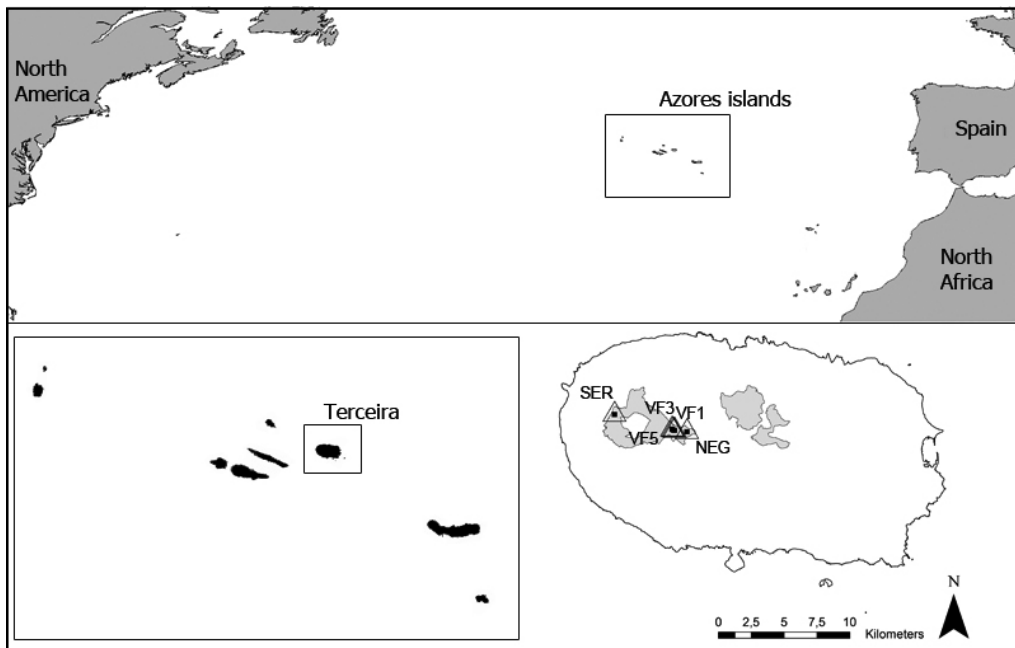 North
America
Azores islands
Spain
North
Africa
Terceira
SER
VF3
VF1
VF5
NEG
N
0 2,5 5 7,5 10
Kilometers